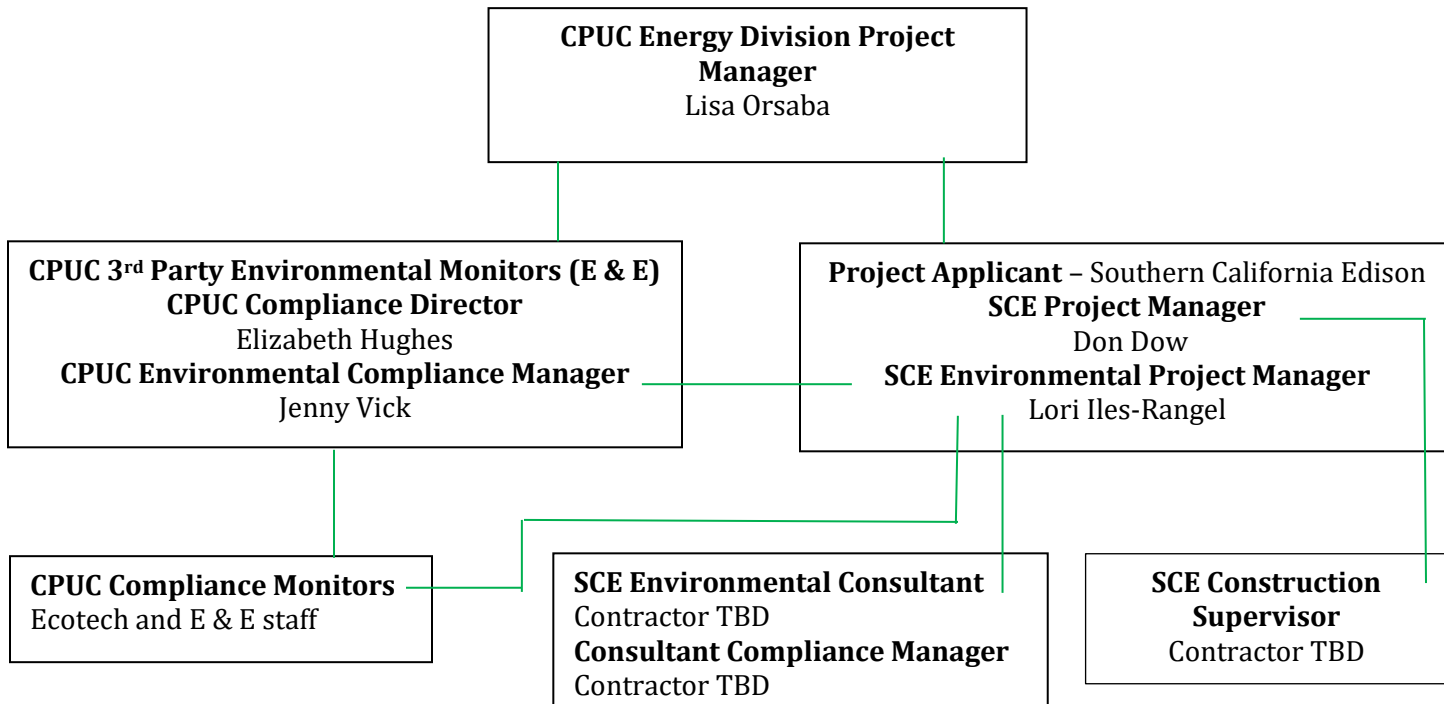 CPUC Energy Division Project
Manager
Lisa Orsaba
CPUC 3rd Party Environmental Monitors (E & E)
CPUC Compliance Director
Elizabeth Hughes
CPUC Environmental Compliance Manager
Jenny Vick
Project Applicant – Southern California Edison
SCE Project Manager
Don Dow
SCE Environmental Project Manager
Lori Iles-Rangel
CPUC Compliance Monitors
Ecotech and E & E staff
SCE Environmental Consultant
Contractor TBD
Consultant Compliance Manager
Contractor TBD
SCE Construction
Supervisor
Contractor TBD